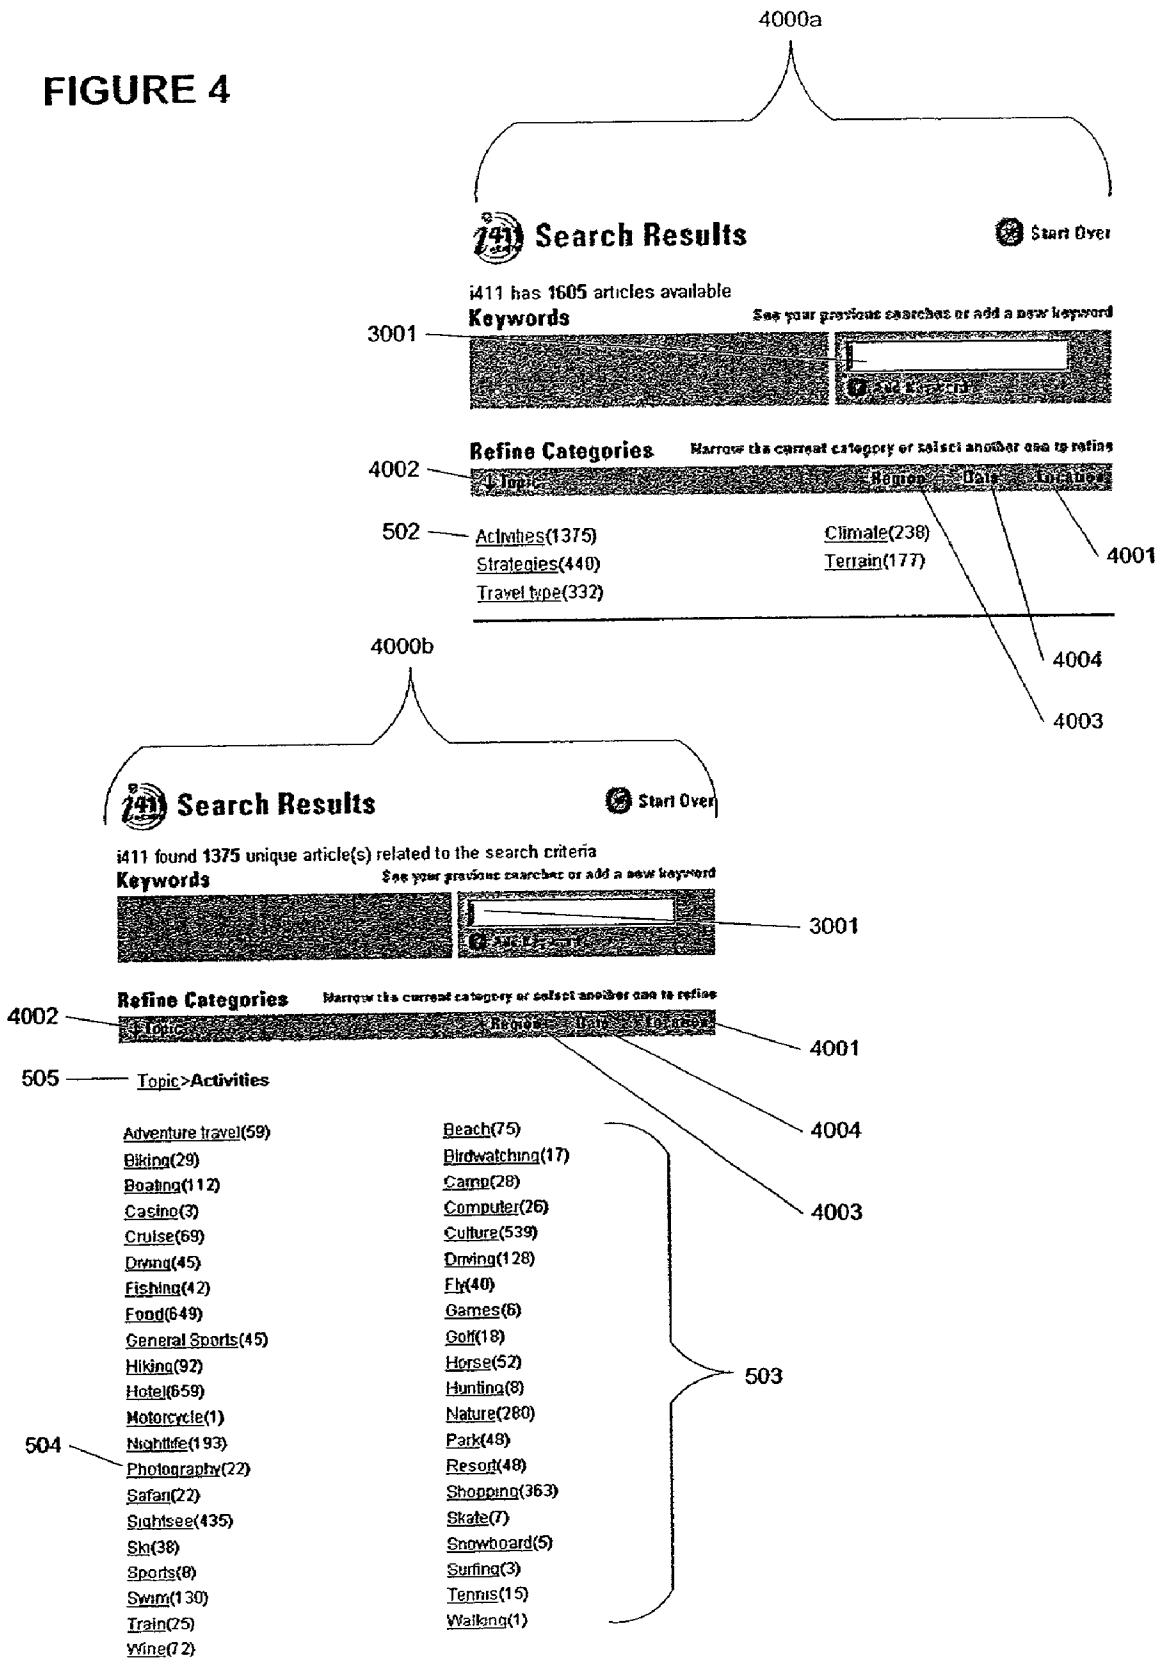 4000a
FIGURE 4
i411 Search Results Start Over
i411 has 1605 articles available
Keywords See your previous searches or add a new keyword
3001
Add Keyword
Refine Categories Narrow the current category or select another one to refine
4002 ↓ Topic Region Date Location
502 Activities(1375) Climate(238)
4001
Strategies(440) Terrain(177)
Travel type(332)
4000b
4004
4003
i411 Search Results Start Over
i411 found 1375 unique article(s) related to the search criteria
Keywords See your previous searches or add a new keyword
3001
Add Keyword
Refine Categories Narrow the current category or select another one to refine
4002 ↓ Topic Region Date Location
4001
505 Topic>Activities
Adventure travel(59) Beach(75)
4004
Biking(29) Birdwatching(17)
Boating(112) Camp(28)
Casino(3) Computer(26)
4003
Cruise(69) Culture(539)
Diving(45) Driving(128)
Fishing(42) Fly(40)
Food(649) Games(6)
General Sports(45) Golf(18)
Hiking(92) Horse(52)
503
Hotel(659) Hunting(8)
Motorcycle(1) Nature(280)
504 Nightlife(193) Park(48)
Photography(22) Resort(48)
Safari(22) Shopping(363)
Sightsee(435) Skate(7)
Ski(38) Snowboard(5)
Sports(8) Surfing(3)
Swim(130) Tennis(15)
Train(25) Walking(1)
Wine(72)